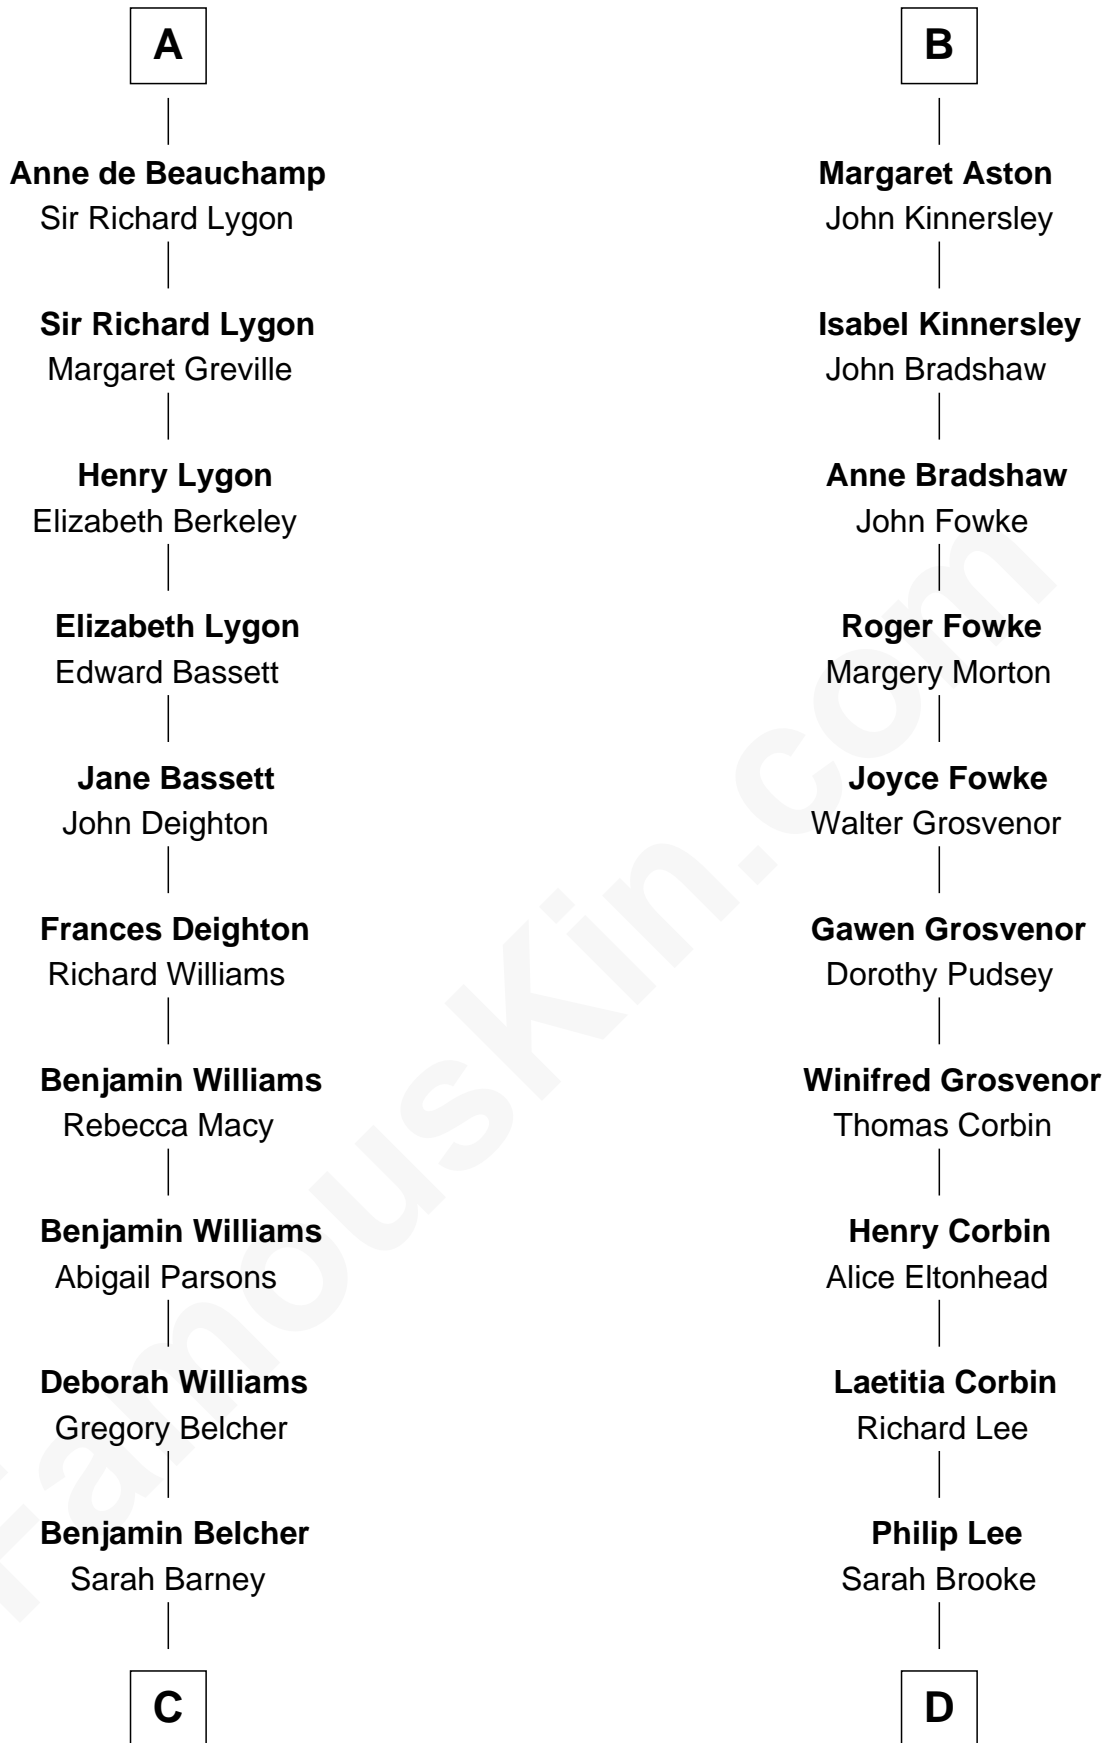 A
Anne de Beauchamp
Sir Richard Lygon
Sir Richard Lygon
Margaret Greville
Henry Lygon
Elizabeth Berkeley
Elizabeth Lygon
Edward Bassett
Jane Bassett
John Deighton
Frances Deighton
Richard Williams
Benjamin Williams
Rebecca Macy
Benjamin Williams
Abigail Parsons
Deborah Williams
Gregory Belcher
Benjamin Belcher
Sarah Barney
C
B
Margaret Aston
John Kinnersley
Isabel Kinnersley
John Bradshaw
Anne Bradshaw
John Fowke
Roger Fowke
Margery Morton
Joyce Fowke
Walter Grosvenor
Gawen Grosvenor
Dorothy Pudsey
Winifred Grosvenor
Thomas Corbin
Henry Corbin
Alice Eltonhead
Laetitia Corbin
Richard Lee
Philip Lee
Sarah Brooke
D
FamousKin.com